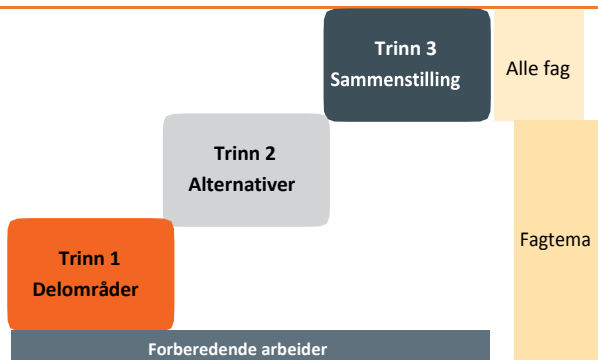 Trinn 3
Sammenstilling
Alle fag
Trinn 2
Alternativer
Fagtema
Trinn 1
Delområder
Forberedende arbeider